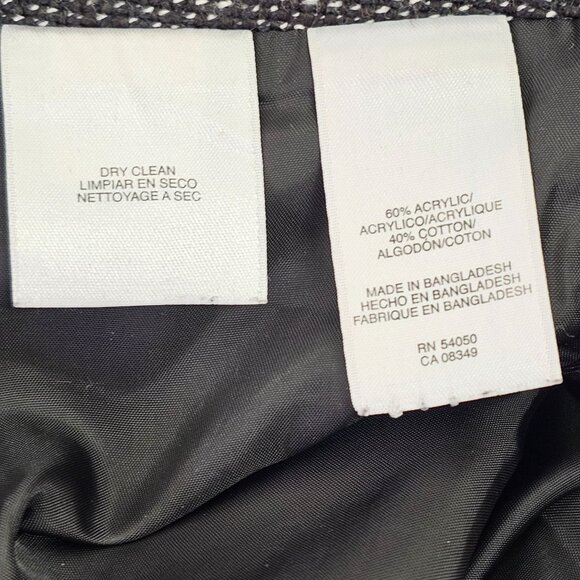 DRY CLEAN
LIMPIAR EN SECO
NETTOYAGE A SEC
60% ACRYLIC/
ACRYLICO/ACRYLIQUE
40% COTTON/
ALGODÓN/COTON
MADE IN BANGLADESH
HECHO EN BANGLADESH
FABRIQUE EN BANGLADESH
RN 54050
CA 08349